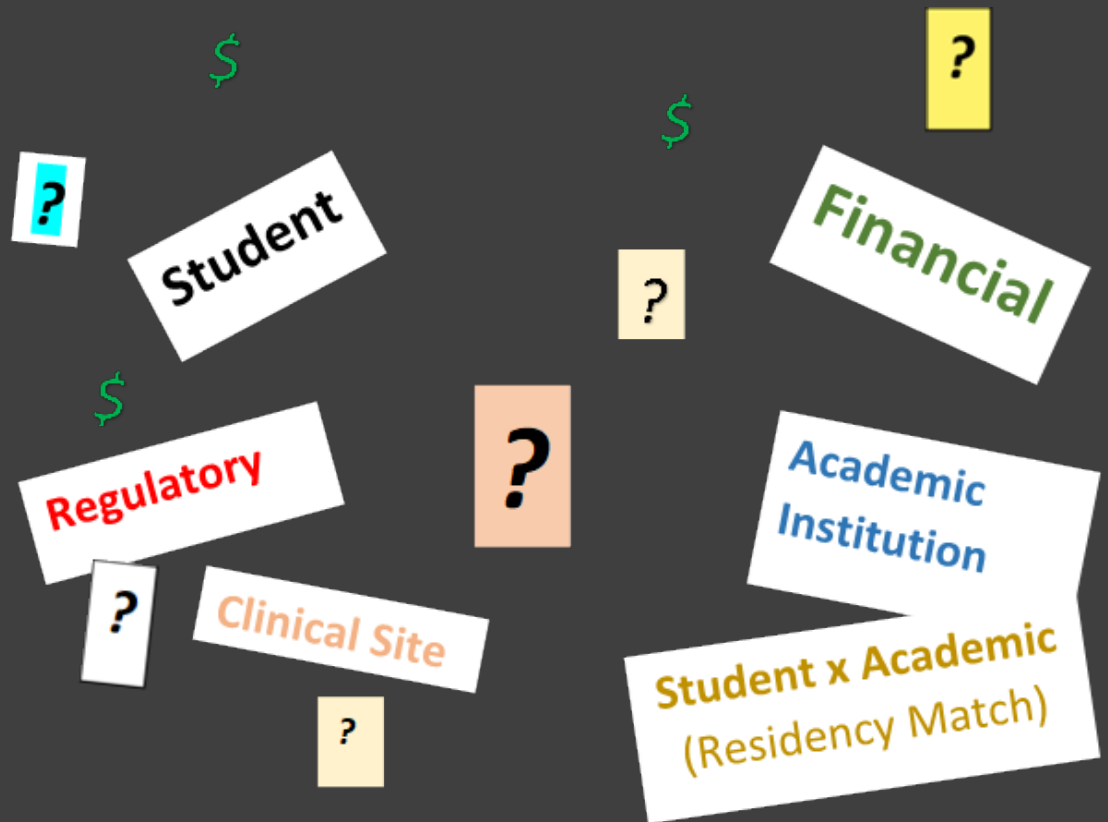 $
?
$
?
Student
Financial
?
$
?
Regulatory
Academic
Institution
?
Clinical Site
Student x Academic
(Residency Match)
?